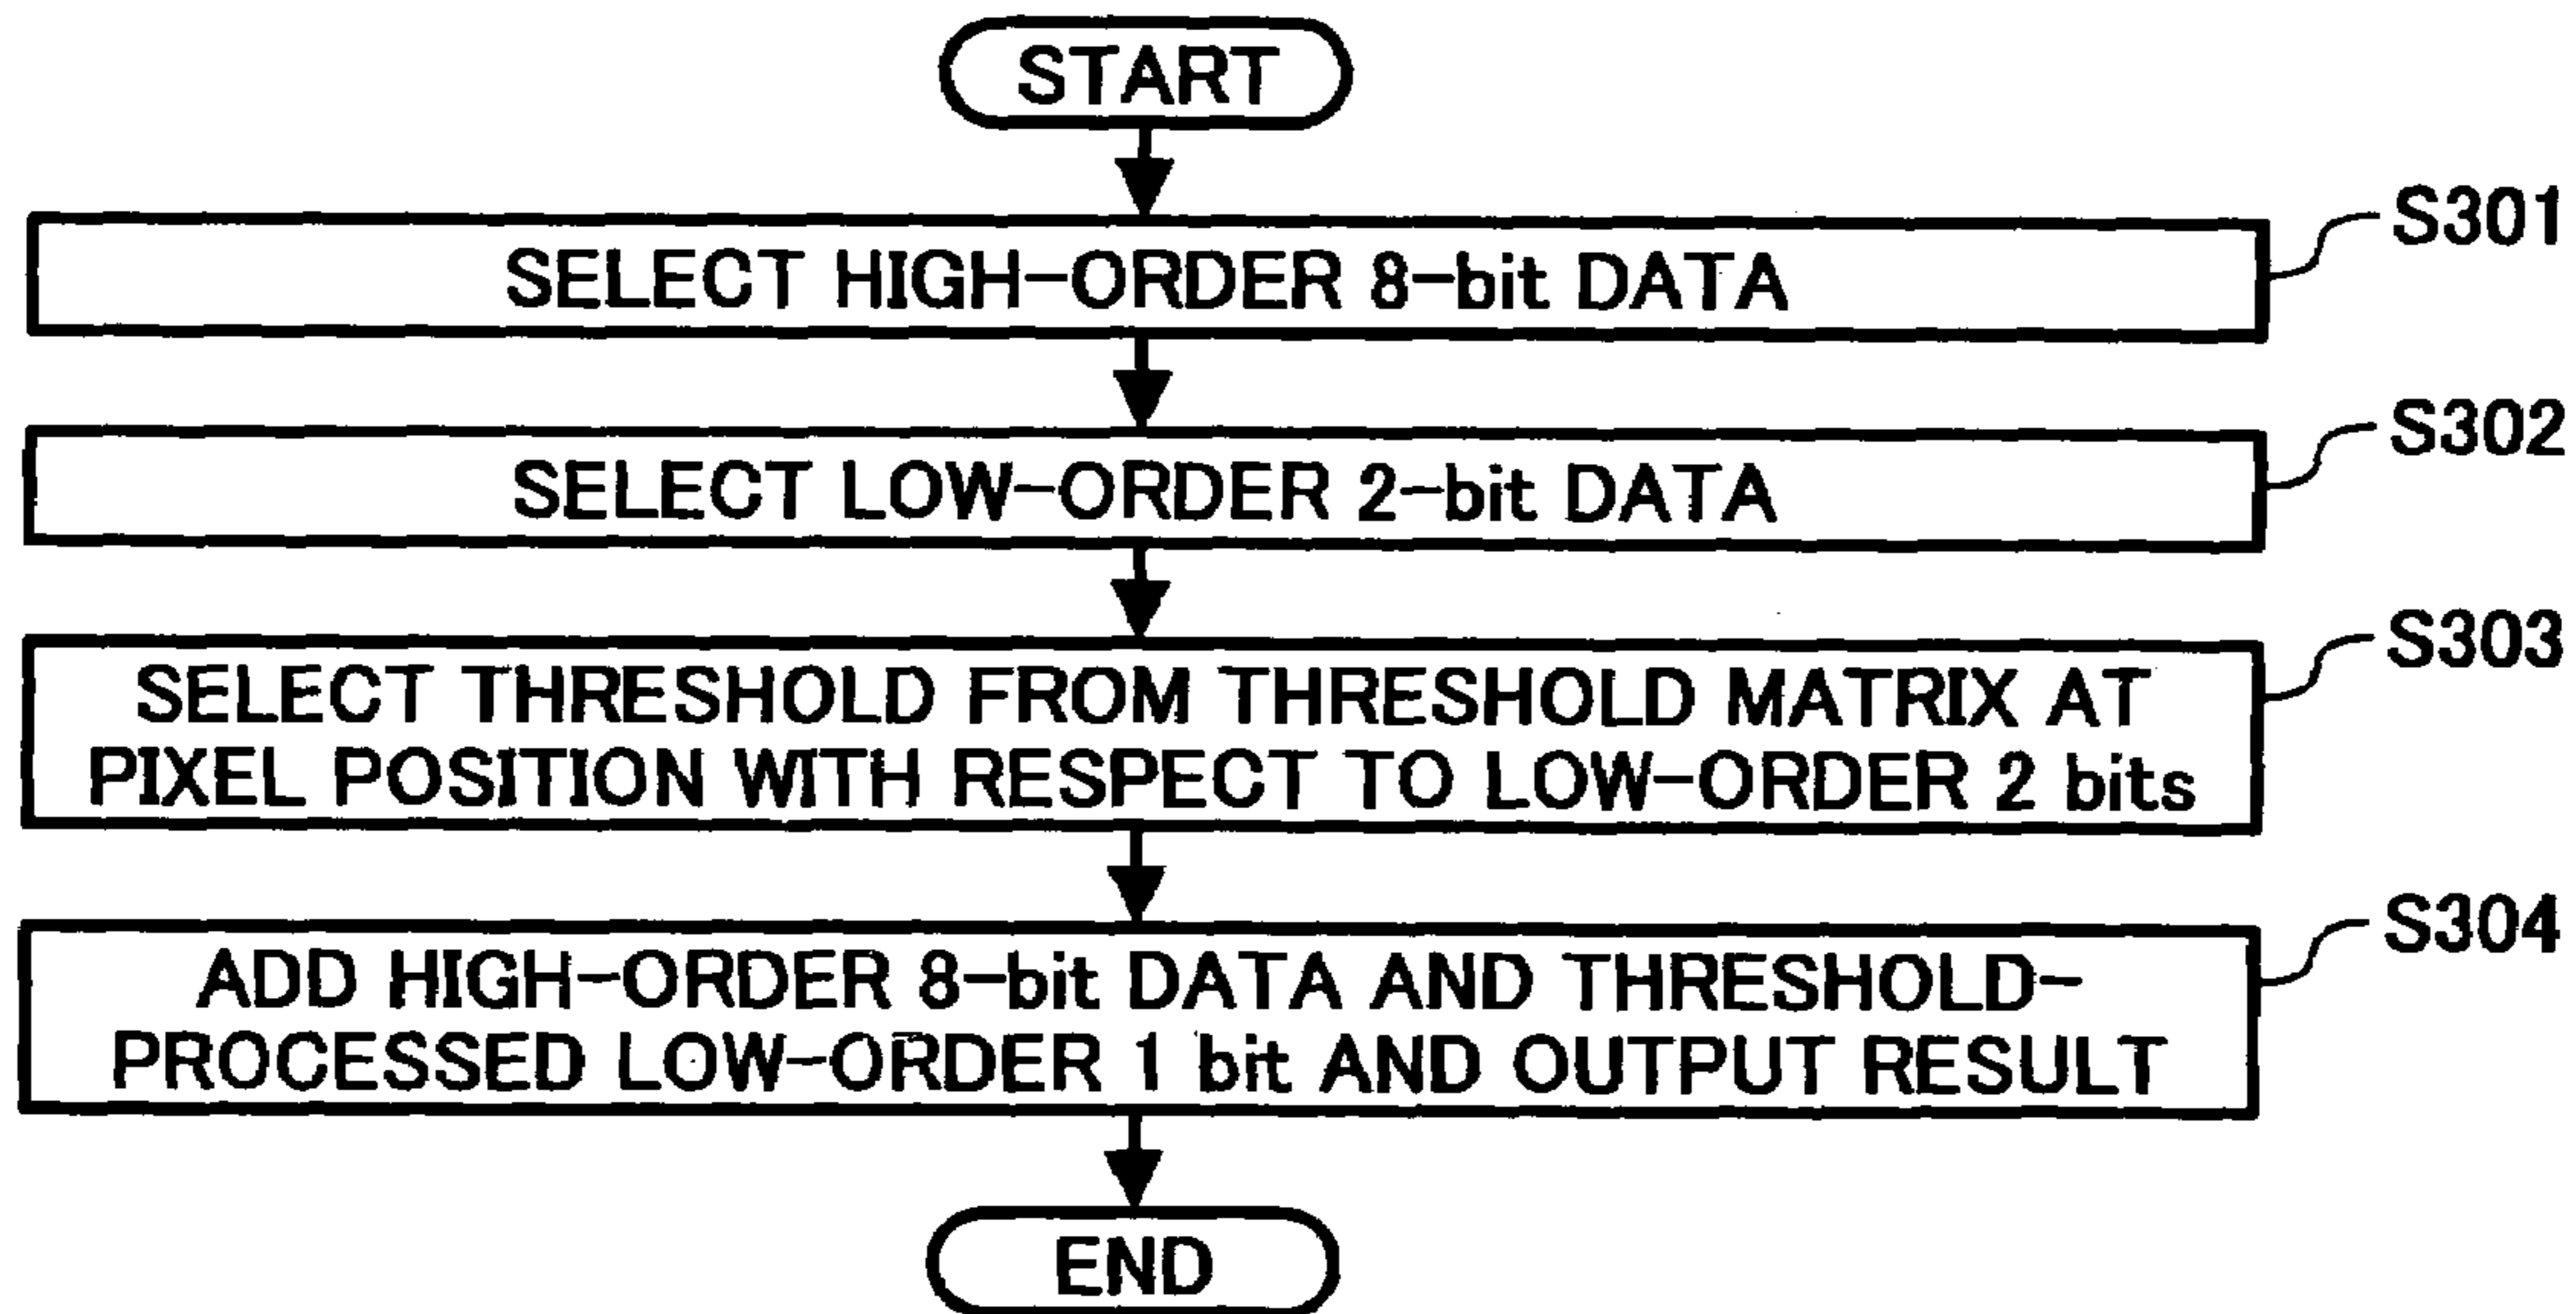 START
SELECT HIGH-ORDER 8-bit DATA
S301
SELECT LOW-ORDER 2-bit DATA
S302
SELECT THRESHOLD FROM THRESHOLD MATRIX AT
PIXEL POSITION WITH RESPECT TO LOW-ORDER 2 bits
S303
ADD HIGH-ORDER 8-bit DATA AND THRESHOLD-
PROCESSED LOW-ORDER 1 bit AND OUTPUT RESULT
S304
END